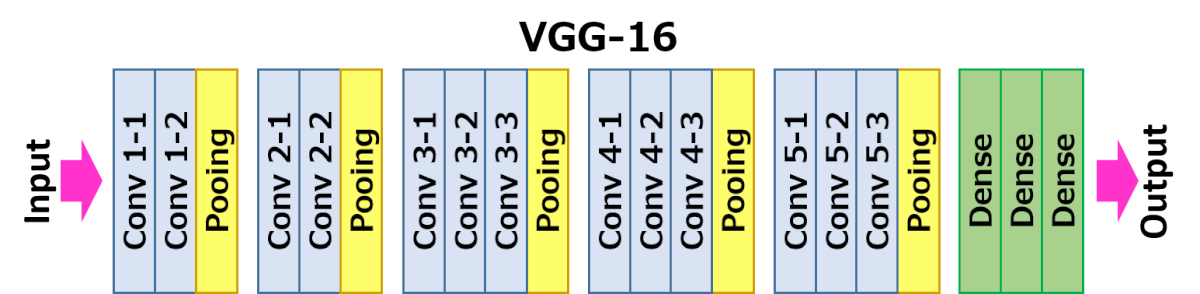 VGG-16
Input
Conv 1-1
Conv 1-2
Pooing
Conv 2-1
Conv 2-2
Pooing
Conv 3-1
Conv 3-2
Conv 3-3
Pooing
Conv 4-1
Conv 4-2
Conv 4-3
Pooing
Conv 5-1
Conv 5-2
Conv 5-3
Pooing
Dense
Dense
Dense
Output